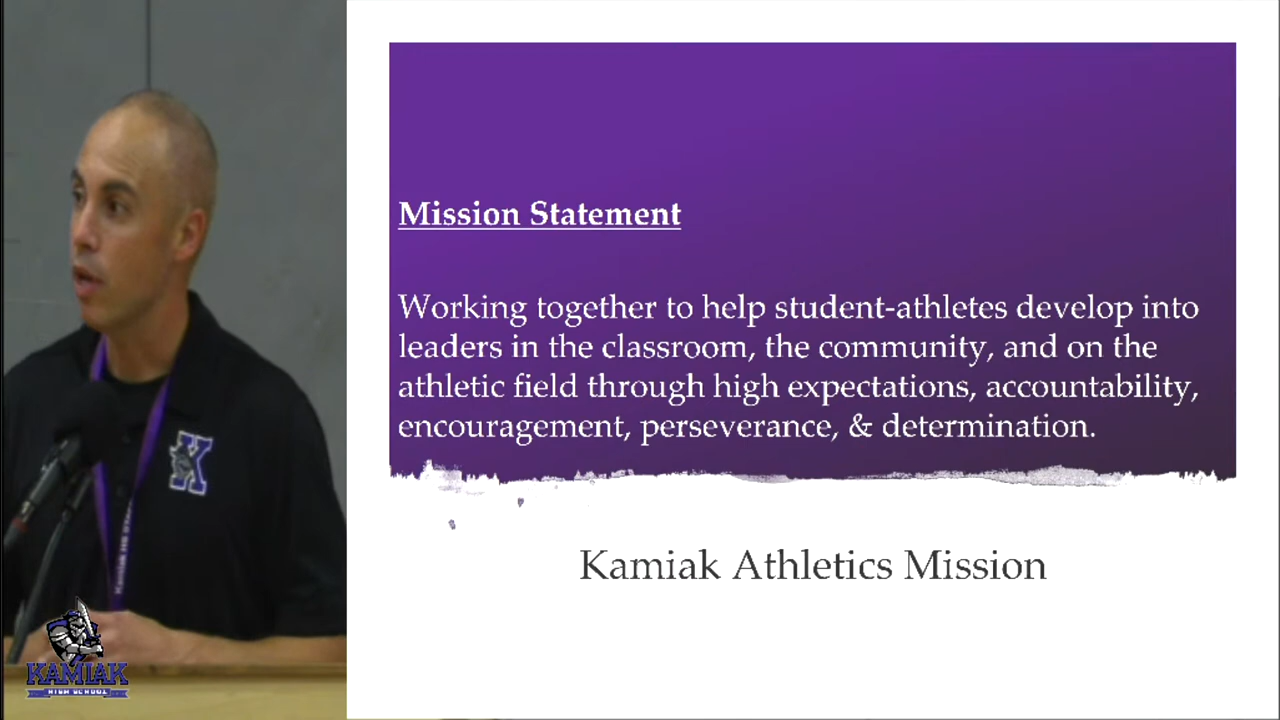 Mission Statement
Working together to help student-athletes develop into
leaders in the classroom, the community, and on the
athletic field through high expectations, accountability,
encouragement, perseverance, & determination.
Kamiak Athletics Mission
K
Kamiak
KAMIAK
HIGH SCHOOL